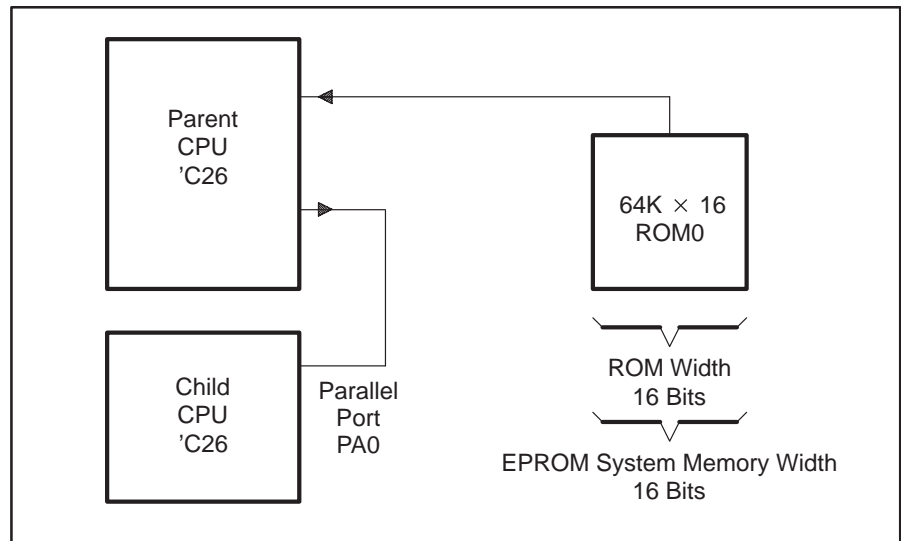 Parent
CPU
’C26
64K × 16
ROM0
Child
CPU
’C26
Parallel
Port
PA0
ROM Width
16 Bits
EPROM System Memory Width
16 Bits